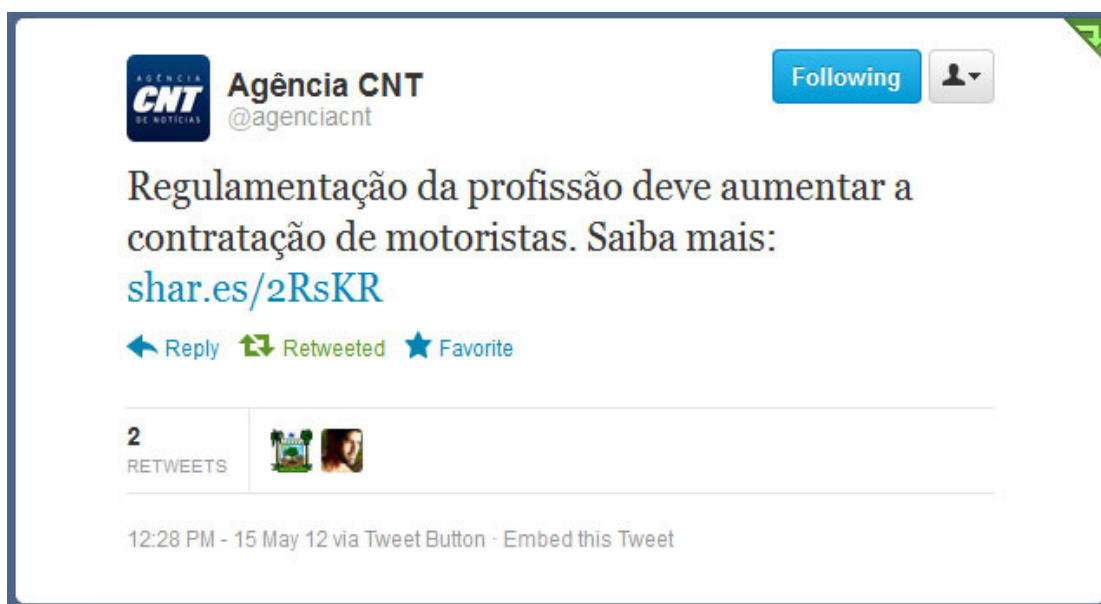 AGÊNCIA
CNT
DE NOTÍCIAS
Agência CNT
@agenciacnt
Following
Regulamentação da profissão deve aumentar a
contratação de motoristas. Saiba mais:
shar.es/2RsKR
Reply Retweeted Favorite
2
RETWEETS
12:28 PM - 15 May 12 via Tweet Button · Embed this Tweet